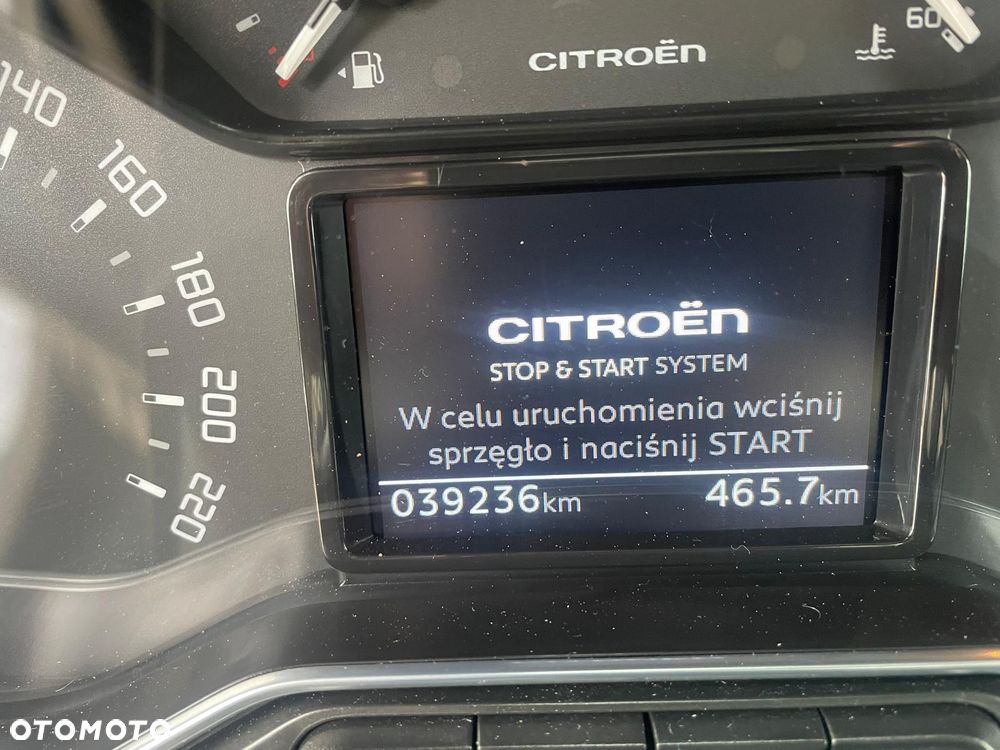 60
CITROËN
140
160
180
200
220
CITROËN
STOP & START SYSTEM
W celu uruchomienia wciśnij
sprzęgło i naciśnij START
039236km 465.7km
OTOMOTO